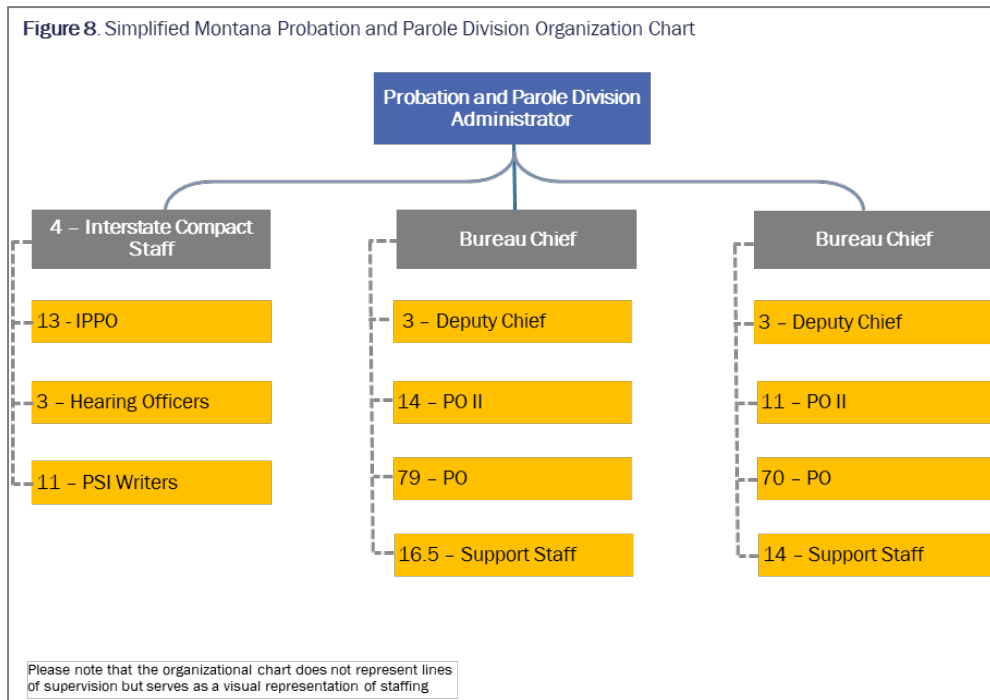 Figure 8. Simplified Montana Probation and Parole Division Organization Chart
Probation and Parole Division
Administrator
4 – Interstate Compact
Staff
13 - IPPO
3 – Hearing Officers
11 – PSI Writers
Bureau Chief
3 – Deputy Chief
14 – PO II
79 – PO
16.5 – Support Staff
Bureau Chief
3 – Deputy Chief
11 – PO II
70 – PO
14 – Support Staff
Please note that the organizational chart does not represent lines
of supervision but serves as a visual representation of staffing